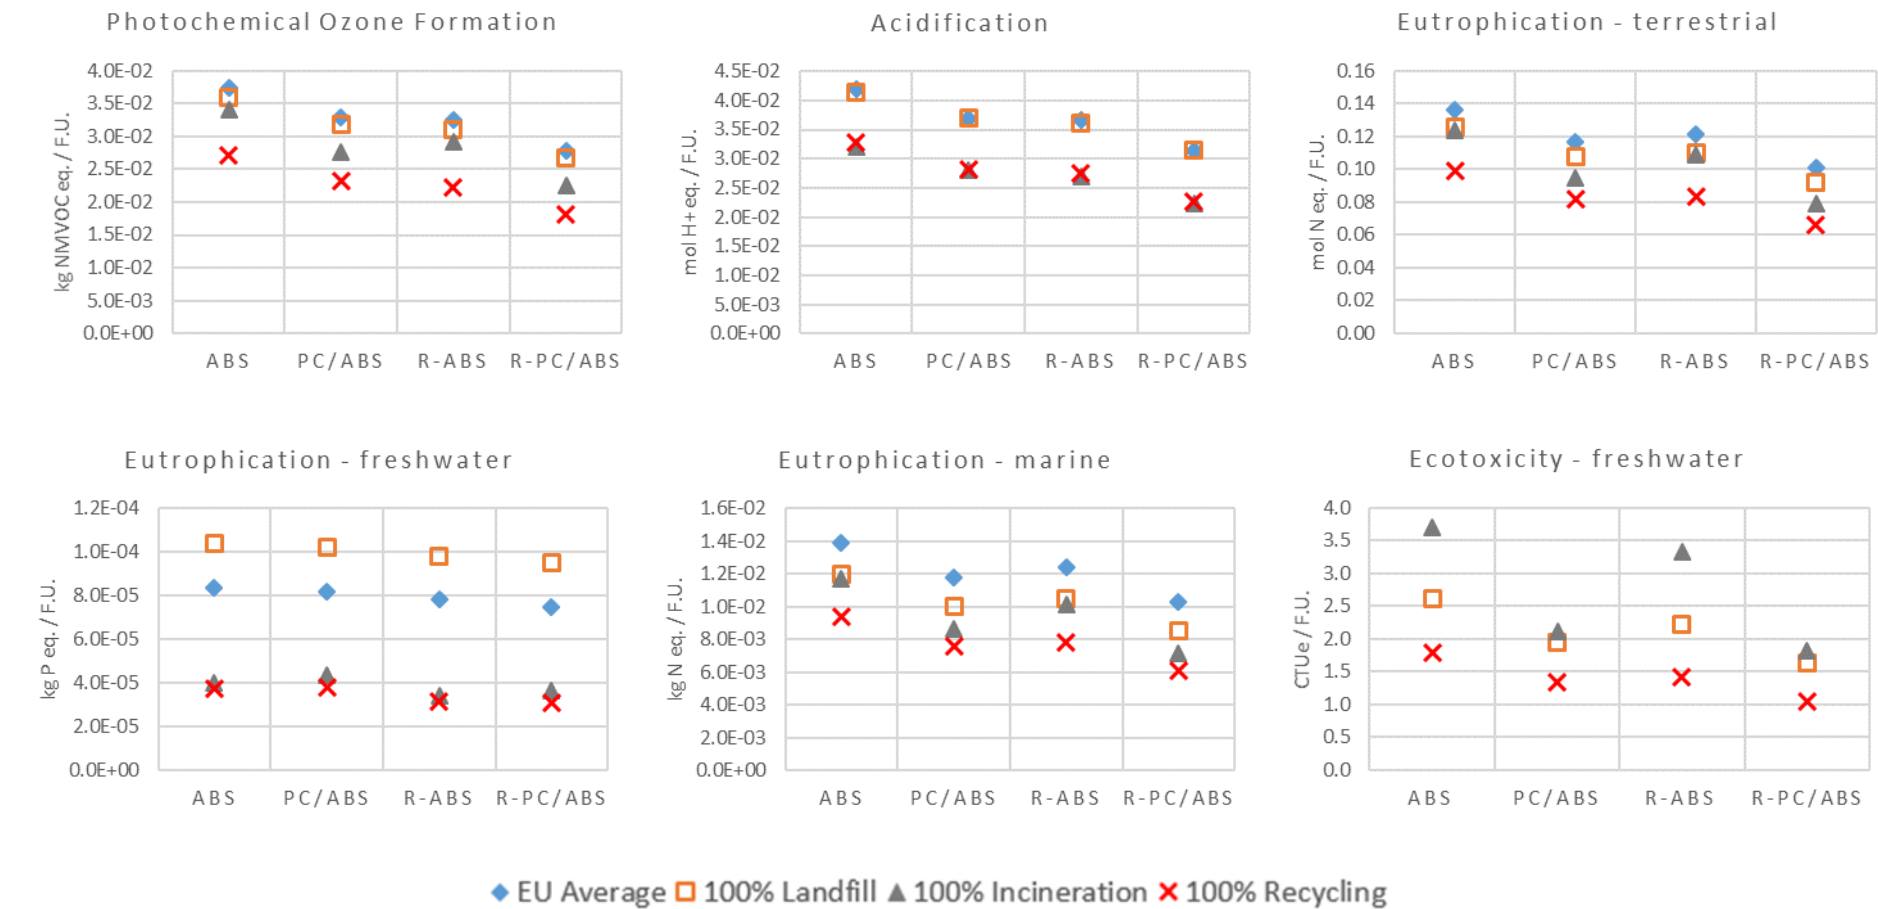 Photochemical Ozone Formation
kg NMVOC eq. / F.U.
4.0E-02
3.5E-02
3.0E-02
2.5E-02
2.0E-02
1.5E-02
1.0E-02
5.0E-03
0.0E+00
ABS PC/ABS R-ABS R-PC/ABS
Acidification
mol H+ eq. / F.U.
4.5E-02
4.0E-02
3.5E-02
3.0E-02
2.5E-02
2.0E-02
1.5E-02
1.0E-02
5.0E-03
0.0E+00
ABS PC/ABS R-ABS R-PC/ABS
Eutrophication - terrestrial
mol N eq. / F.U.
0.16
0.14
0.12
0.10
0.08
0.06
0.04
0.02
0.00
ABS PC/ABS R-ABS R-PC/ABS
Eutrophication - freshwater
kg P eq. / F.U.
1.2E-04
1.0E-04
8.0E-05
6.0E-05
4.0E-05
2.0E-05
0.0E+00
ABS PC/ABS R-ABS R-PC/ABS
Eutrophication - marine
kg N eq. / F.U.
1.6E-02
1.4E-02
1.2E-02
1.0E-02
8.0E-03
6.0E-03
4.0E-03
2.0E-03
0.0E+00
ABS PC/ABS R-ABS R-PC/ABS
Ecotoxicity - freshwater
CTUe / F.U.
4.0
3.5
3.0
2.5
2.0
1.5
1.0
0.5
0.0
ABS PC/ABS R-ABS R-PC/ABS
EU Average 100% Landfill 100% Incineration 100% Recycling